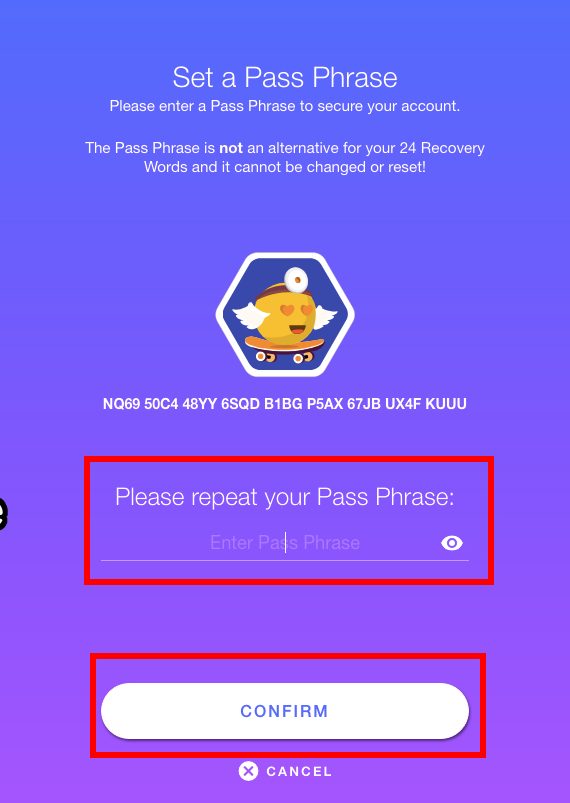 Set a Pass Phrase
Please enter a Pass Phrase to secure your account.
The Pass Phrase is not an alternative for your 24 Recovery
Words and it cannot be changed or reset!
NQ69 50C4 48YY 6SQD B1BG P5AX 67JB UX4F KUUU
Please repeat your Pass Phrase:
Enter Pass Phrase
CONFIRM
CANCEL